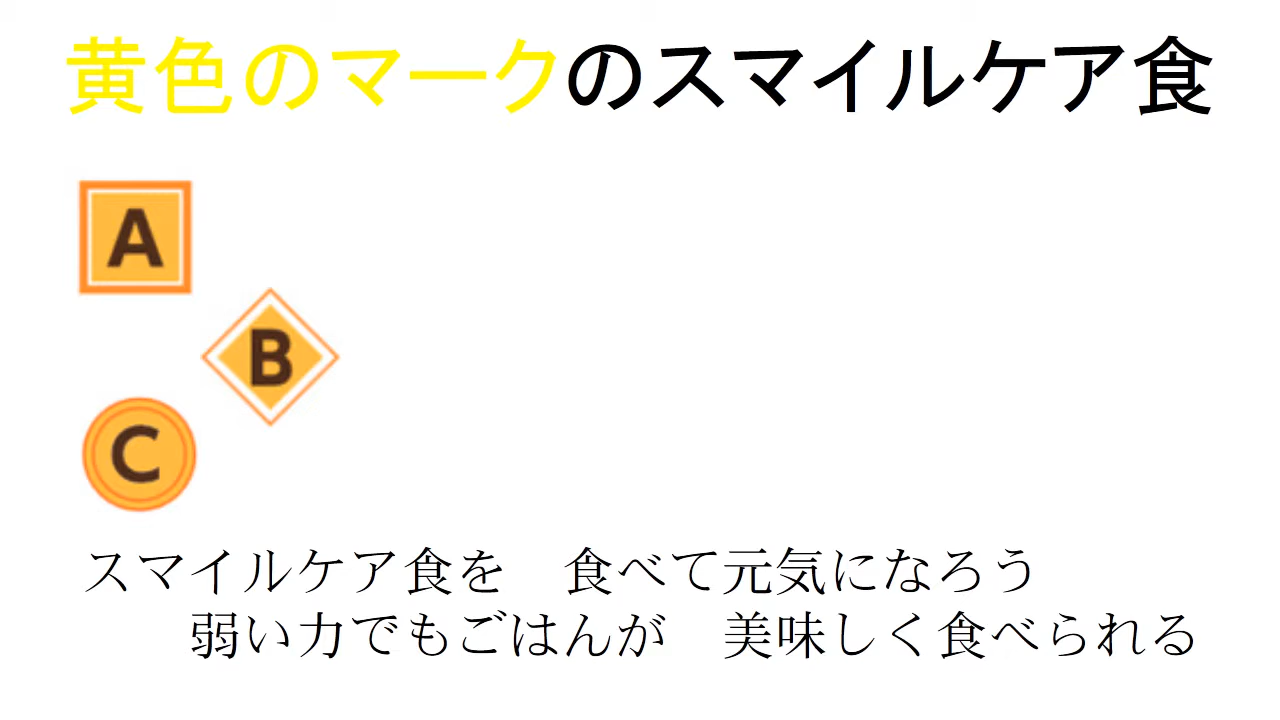 黄色のマークのスマイルケア食
A
B
C
スマイルケア食を　食べて元気になろう
弱い力でもごはんが　美味しく食べられる